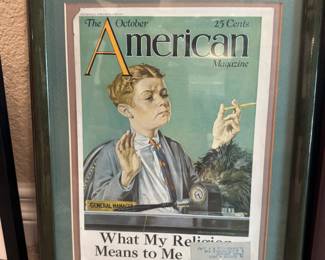 The October 25 Cents
American
Magazine
GENERAL MANAGER
What My Religion
Means to Me